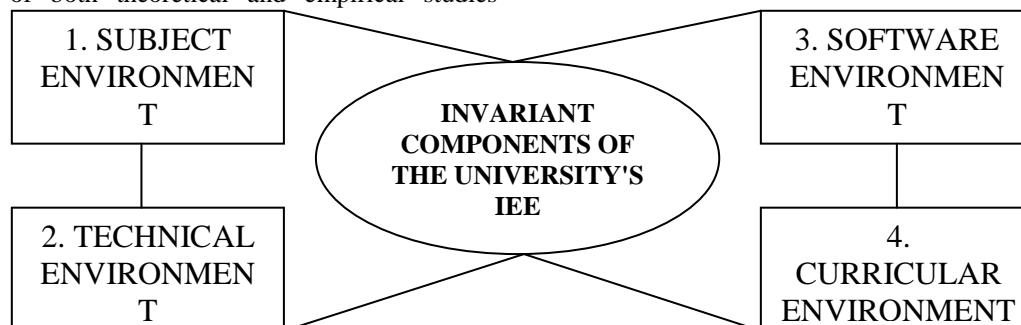 of both theoretical and empirical studies
1. SUBJECT
ENVIRONMEN
T
3. SOFTWARE
ENVIRONMEN
T
INVARIANT
COMPONENTS OF
THE UNIVERSITY'S
IEE
2. TECHNICAL
ENVIRONMEN
T
4.
CURRICULAR
ENVIRONMENT